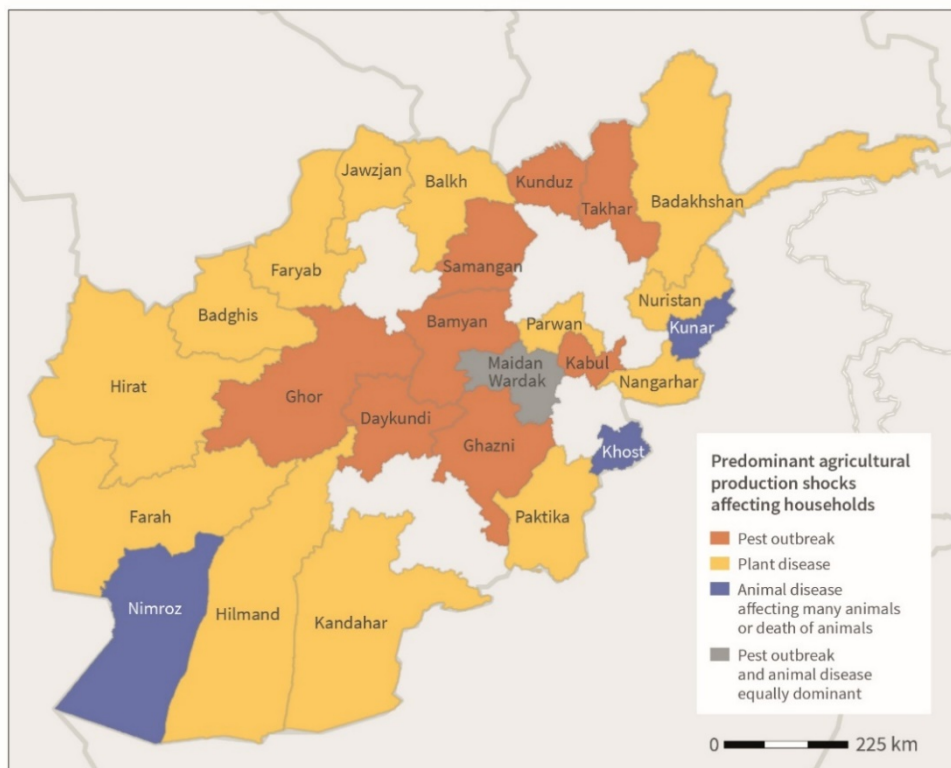 Jawzjan
Balkh
Kunduz
Takhar
Badakhshan
Faryab
Samangan
Badghis
Nuristan
Bamyan
Parwan
Kunar
Hirat
Maidan
Wardak
Kabul
Nangarhar
Ghor
Daykundi
Ghazni
Khost
Farah
Paktika
Nimroz
Hilmand
Kandahar
Predominant agricultural
production shocks
affecting households
Pest outbreak
Plant disease
Animal disease
affecting many animals
or death of animals
Pest outbreak
and animal disease
equally dominant
0 225 km